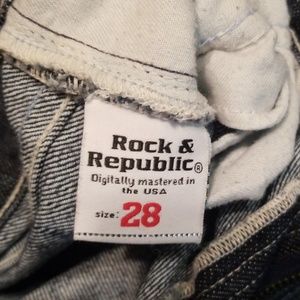 Rock &
Republic®
Digitally mastered in
the USA
size: 28